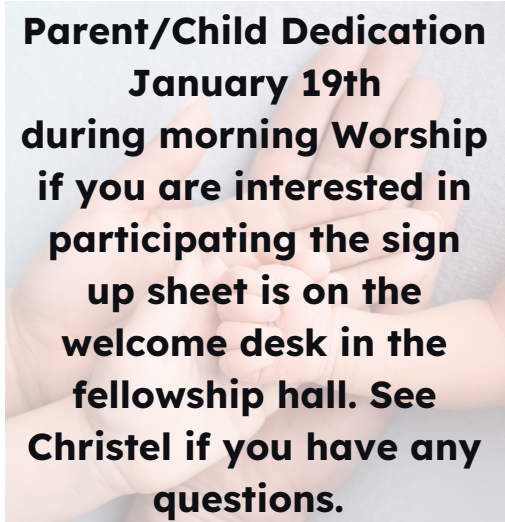 Parent/Child Dedication
January 19th
during morning Worship
if you are interested in
participating the sign
up sheet is on the
welcome desk in the
fellowship hall. See
Christel if you have any
questions.